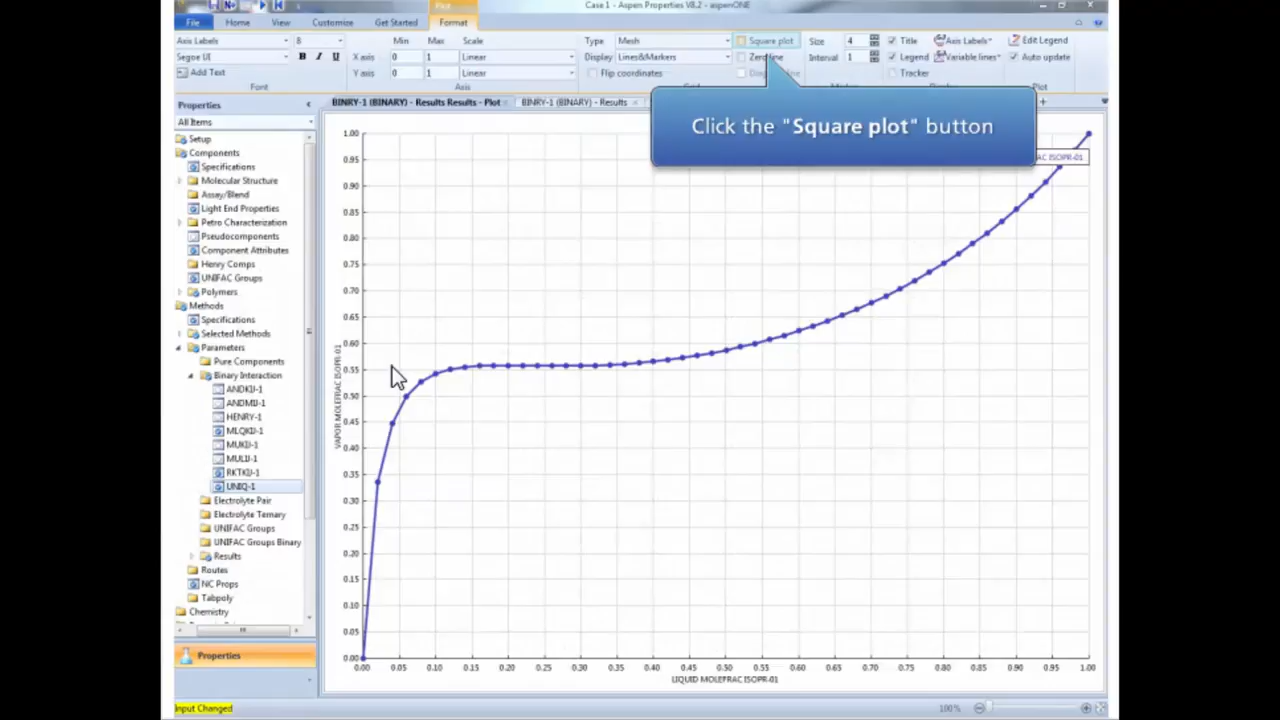 Case 1 - Aspen Properties V8.2 - aspenONE
Plot
File Home View Customize Get Started Format
Axis Labels 8
Segoe UI B I U
Add Text
Font
Min Max Scale
X axis 0 1 Linear
Y axis 0 1 Linear
Axis
Type Mesh Square plot
Display Lines&Markers Zero line
Flip coordinates
Size 4
Interval 1
Title Axis Labels Edit Legend
Legend Variable lines Auto update
Tracker
Plot
Click the "Square plot" button
Properties
All Items
Setup
Components
Specifications
Molecular Structure
Assay/Blend
Light End Properties
Petro Characterization
Pseudocomponents
Component Attributes
Henry Comps
UNIFAC Groups
Polymers
Methods
Specifications
Selected Methods
Parameters
Pure Components
Binary Interaction
ANDKIJ-1
ANDMIJ-1
HENRY-1
MLQKIJ-1
MUKIJ-1
MULIJ-1
RKTKIJ-1
UNIQ-1
Electrolyte Pair
Electrolyte Ternary
UNIFAC Groups
UNIFAC Groups Binary
Results
Routes
NC Props
Tabpoly
Chemistry
Properties
Input Changed
BINRY-1 (BINARY) - Results Results - Plot
BINRY-1 (BINARY) - Results
AC ISOPR-01
1.00
0.95
0.90
0.85
0.80
0.75
0.70
0.65
0.60
0.55
0.50
0.45
0.40
0.35
0.30
0.25
0.20
0.15
0.10
0.05
0.00
VAPOR MOLEFRAC ISOPR-01
0.00 0.05 0.10 0.15 0.20 0.25 0.30 0.35 0.40 0.45 0.50 0.55 0.60 0.65 0.70 0.75 0.80 0.85 0.90 0.95 1.00
LIQUID MOLEFRAC ISOPR-01
100%